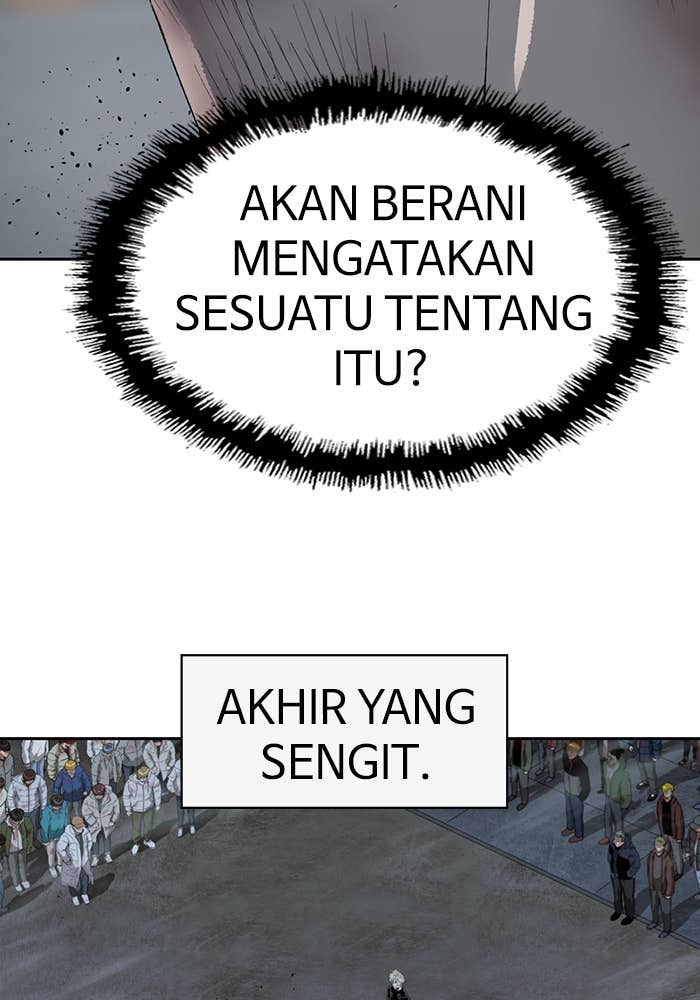 AKAN BERANI
MENGATAKAN
SESUATU TENTANG
ITU?
AKHIR YANG
SENGIT.